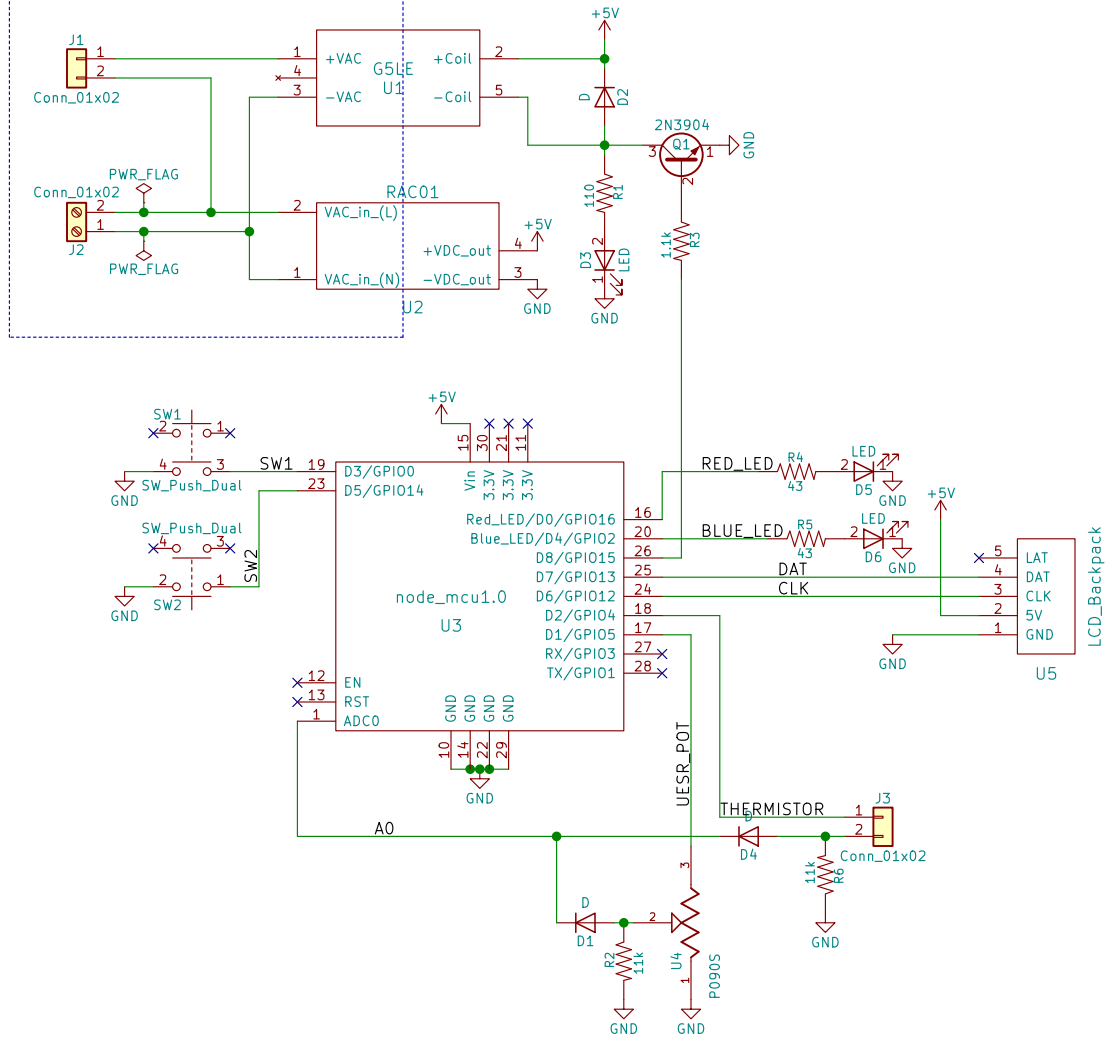 +5V
J1
1
2
Conn_01x02
1
+VAC
4
3
-VAC
G5LE
U1
+Coil
2
-Coil
5
D
D2
2N3904
Q1
3
1
2
GND
PWR_FLAG
Conn_01x02
2
1
J2
PWR_FLAG
RAC01
2
VAC_in_(L)
+VDC_out
4
+5V
1
VAC_in_(N)
-VDC_out
3
GND
U2
110
R1
2
D3
LED
1
GND
1.1k
R3
+5V
SW1
2
1
4
3
SW_Push_Dual
GND
SW1
SW_Push_Dual
4
3
2
1
SW2
GND
SW2
15
30
21
11
Vin
3.3V
3.3V
3.3V
19
D3/GPIO0
23
D5/GPIO14
Red_LED/D0/GPIO16
16
Blue_LED/D4/GPIO2
20
D8/GPIO15
26
D7/GPIO13
25
D6/GPIO12
24
D2/GPIO4
18
D1/GPIO5
17
RX/GPIO3
27
TX/GPIO1
28
node_mcu1.0
U3
12
EN
13
RST
1
ADC0
GND
GND
GND
GND
10
14
22
29
GND
RED_LED
R4
43
LED
2
1
D5
GND
BLUE_LED
R5
43
LED
2
1
D6
GND
DAT
CLK
+5V
5
LAT
4
DAT
3
CLK
2
5V
1
GND
GND
U5
LCD_Backpack
UESR_POT
THERMISTOR
J3
1
2
Conn_01x02
D
D4
11k
R6
GND
A0
D
D1
R2
11k
GND
3
2
1
U4
P090S
GND